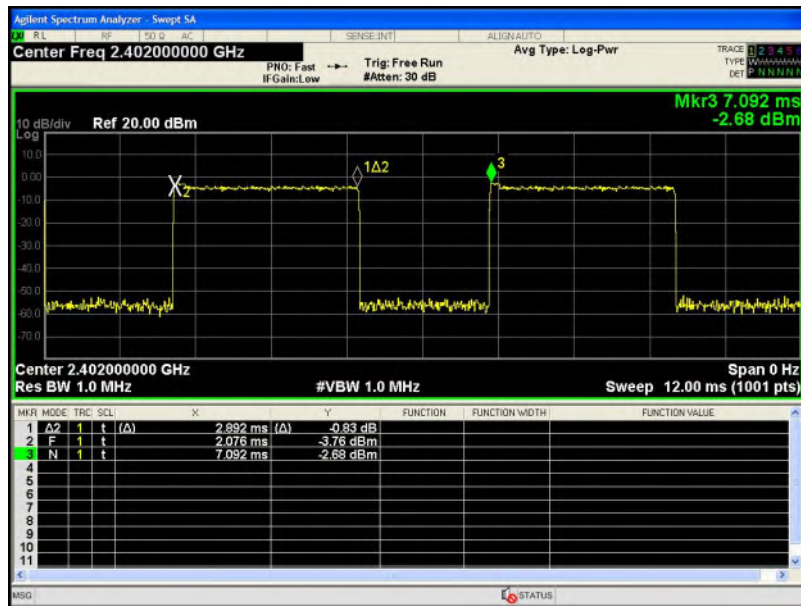 Agilent Spectrum Analyzer - Swept SA
RL RF 50 Ω AC SENSE:INT ALIGNAUTO
Center Freq 2.402000000 GHz
Avg Type: Log-Pwr
TRACE 1 2 3 4 5
PNO: Fast Trig: Free Run
TYPE
IFGain:Low #Atten: 30 dB
DET P N N N N N
Mkr3 7.092 ms
-2.68 dBm
10 dB/div Ref 20.00 dBm
Log
10.0
0.00
-10.0
-20.0
-30.0
-40.0
-50.0
-60.0
-70.0
2
1Δ2
3
Center 2.402000000 GHz Span 0 Hz
Res BW 1.0 MHz #VBW 1.0 MHz Sweep 12.00 ms (1001 pts)
MKR MODE TRC SCL X Y FUNCTION FUNCTION WIDTH FUNCTION VALUE
1 Δ2 1 t (Δ) 2.892 ms (Δ) -0.83 dB
2 F 1 t 2.076 ms -3.76 dBm
3 N 1 t 7.092 ms -2.68 dBm
4
5
6
7
8
9
10
11
MSG STATUS